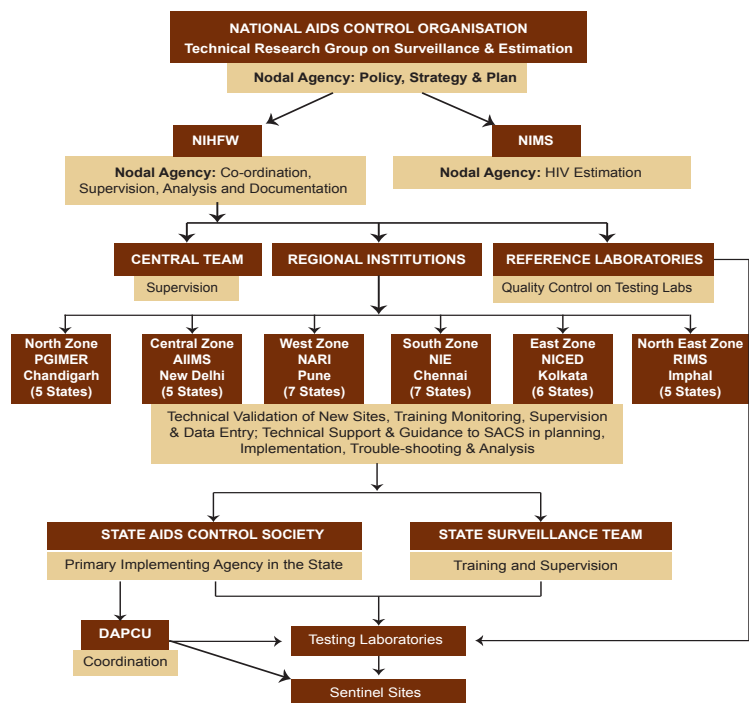 NATIONAL AIDS CONTROL ORGANISATION
Technical Research Group on Surveillance & Estimation
Nodal Agency: Policy, Strategy & Plan
NIHFW
Nodal Agency: Co-ordination,
Supervision, Analysis and Documentation
NIMS
Nodal Agency: HIV Estimation
CENTRAL TEAM
Supervision
REGIONAL INSTITUTIONS
REFERENCE LABORATORIES
Quality Control on Testing Labs
North Zone
PGIMER
Chandigarh
(5 States)
Central Zone
AIIMS
New Delhi
(5 States)
West Zone
NARI
Pune
(7 States)
South Zone
NIE
Chennai
(7 States)
East Zone
NICED
Kolkata
(6 States)
North East Zone
RIMS
Imphal
(5 States)
Technical Validation of New Sites, Training Monitoring, Supervision
& Data Entry; Technical Support & Guidance to SACS in planning,
Implementation, Trouble-shooting & Analysis
STATE AIDS CONTROL SOCIETY
Primary Implementing Agency in the State
STATE SURVEILLANCE TEAM
Training and Supervision
DAPCU
Coordination
Testing Laboratories
Sentinel Sites